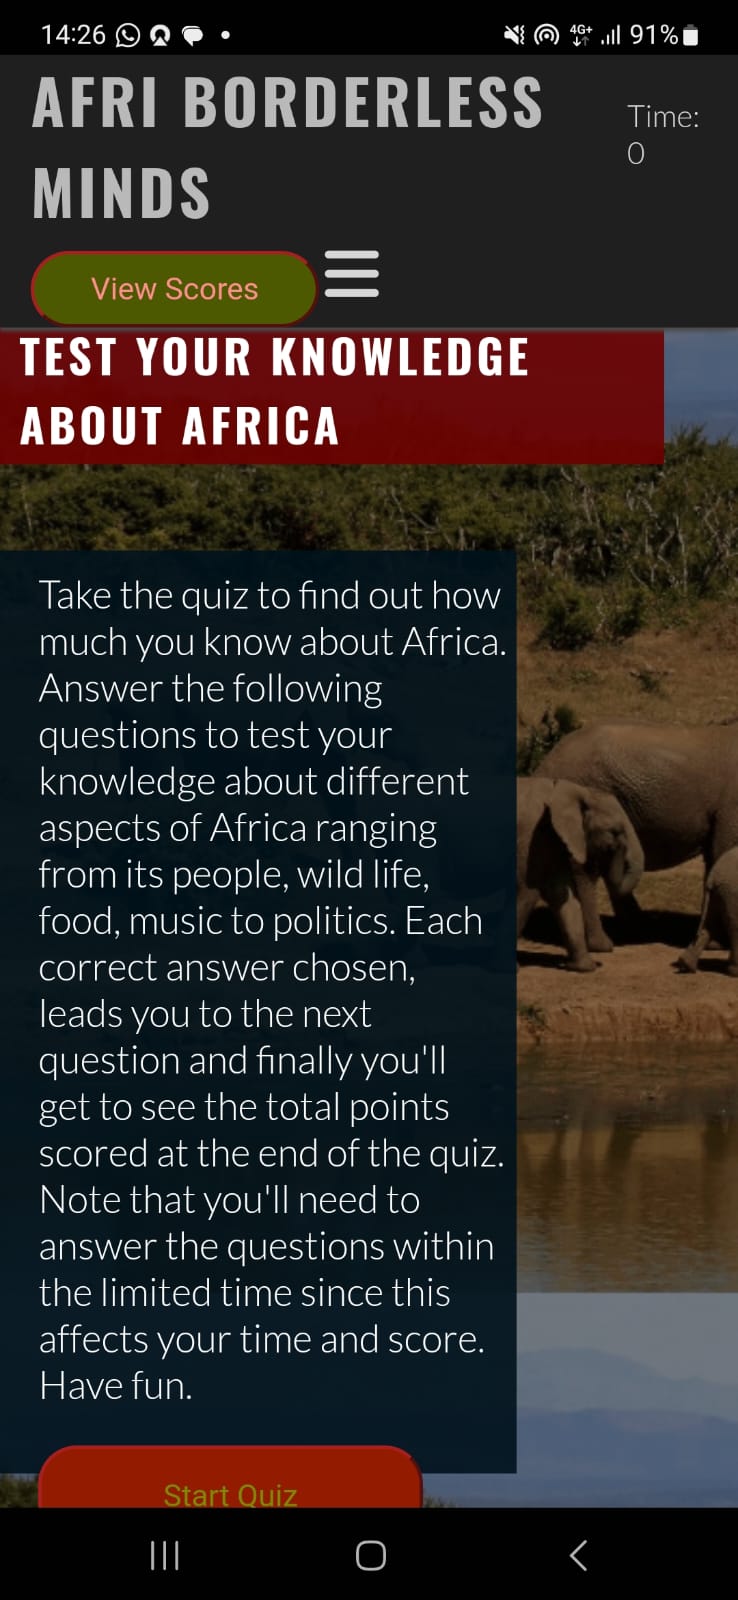 14:26
4G+
91%
AFRI BORDERLESS
MINDS
Time:
0
View Scores
TEST YOUR KNOWLEDGE
ABOUT AFRICA
Take the quiz to find out how
much you know about Africa.
Answer the following
questions to test your
knowledge about different
aspects of Africa ranging
from its people, wild life,
food, music to politics. Each
correct answer chosen,
leads you to the next
question and finally you'll
get to see the total points
scored at the end of the quiz.
Note that you'll need to
answer the questions within
the limited time since this
affects your time and score.
Have fun.
Start Quiz